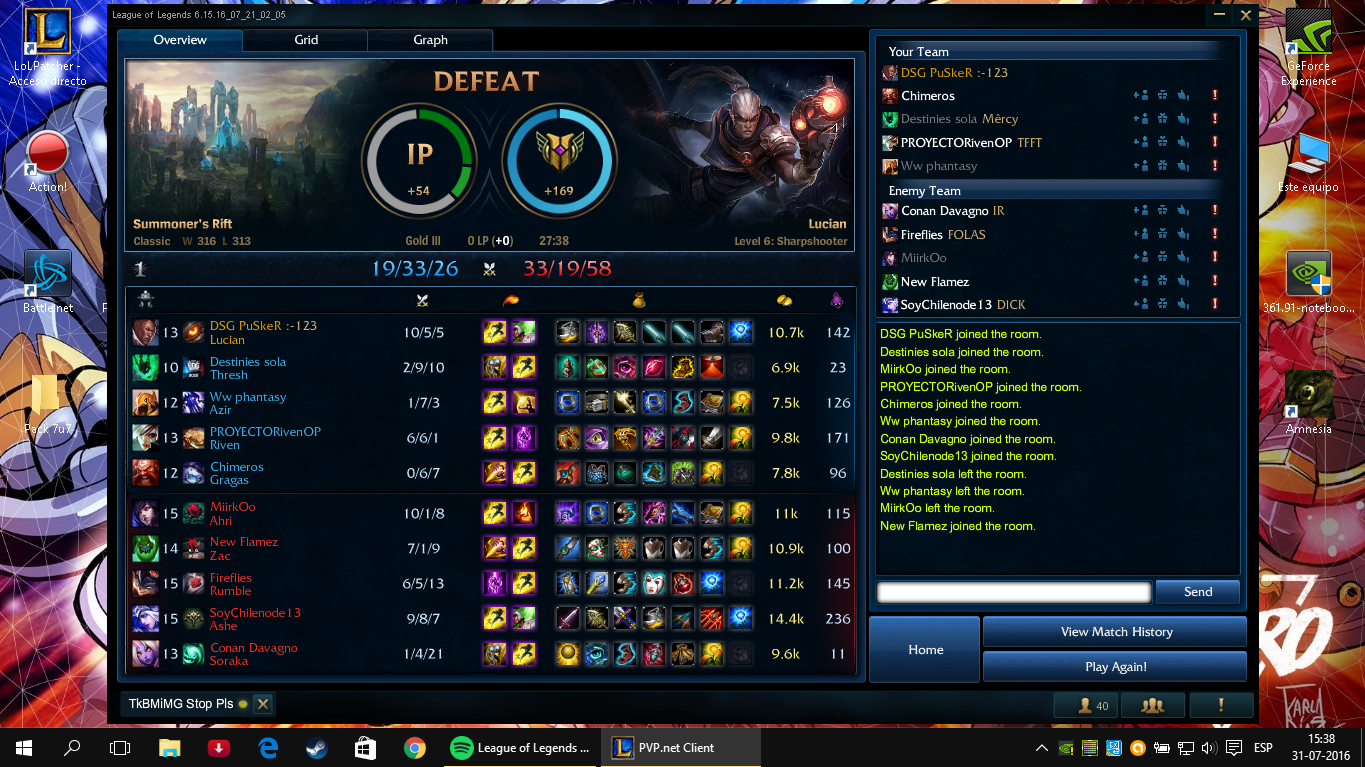 League of Legends 6.15.16_07_21_02_05
LoLPatcher -
Acceso directo
Action!
Battle.net
Pack 7u7
Overview
Grid
Graph
DEFEAT
IP
+54
+169
Summoner's Rift
Classic W 316 L 313
Gold III 0 LP (+0) 27:38
Lucian
Level 6: Sharpshooter
1
19/33/26
33/19/58
13 DSG PuSkeR :-123
Lucian
10/5/5 10.7k 142
10 Destinies sola
Thresh
2/9/10 6.9k 23
12 Ww phantasy
Azir
1/7/3 7.5k 126
13 PROYECTORivenOP
Riven
6/6/1 9.8k 171
12 Chimeros
Gragas
0/6/7 7.8k 96
15 MiirkOo
Ahri
10/1/8 11k 115
14 New Flamez
Zac
7/1/9 10.9k 100
15 Fireflies
Rumble
6/5/13 11.2k 145
15 SoyChilenode13
Ashe
9/8/7 14.4k 236
13 Conan Davagno
Soraka
1/4/21 9.6k 11
Your Team
DSG PuSkeR :-123
Chimeros
Destinies sola Mércy
PROYECTORivenOP TFFT
Ww phantasy
Enemy Team
Conan Davagno IR
Fireflies FOLAS
MiirkOo
New Flamez
SoyChilenode13 DICK
DSG PuSkeR joined the room.
Destinies sola joined the room.
MiirkOo joined the room.
PROYECTORivenOP joined the room.
Chimeros joined the room.
Ww phantasy joined the room.
Conan Davagno joined the room.
SoyChilenode13 joined the room.
Destinies sola left the room.
Ww phantasy left the room.
MiirkOo left the room.
New Flamez joined the room.
Send
Home
View Match History
Play Again!
TkBMiMG Stop Pls
40
GeForce
Experience
Este equipo
361.91-noteboo...
Amnesia
League of Legends ...
PVP.net Client
ESP
15:38
31-07-2016